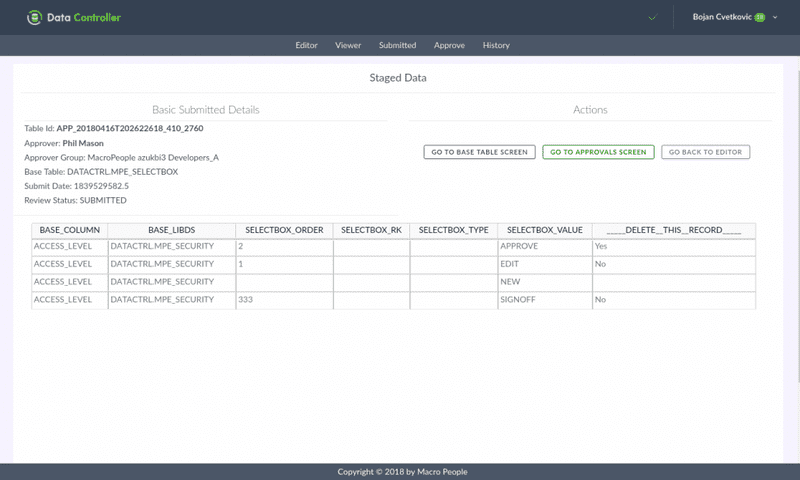 Data Controller
Bojan Cvetkovic 18
Editor Viewer Submitted Approve History
Staged Data
Basic Submitted Details
Actions
Table Id: APP_20180416T202622618_410_2760
Approver: Phil Mason
Approver Group: MacroPeople azukbi3 Developers_A
Base Table: DATACTRL.MPE_SELECTBOX
Submit Date: 1839529582.5
Review Status: SUBMITTED
GO TO BASE TABLE SCREEN GO TO APPROVALS SCREEN GO BACK TO EDITOR
BASE_COLUMN BASE_LIBDS SELECTBOX_ORDER SELECTBOX_RK SELECTBOX_TYPE SELECTBOX_VALUE _____DELETE__THIS__RECORD_____
ACCESS_LEVEL DATACTRL.MPE_SECURITY 2 APPROVE Yes
ACCESS_LEVEL DATACTRL.MPE_SECURITY 1 EDIT No
ACCESS_LEVEL DATACTRL.MPE_SECURITY NEW
ACCESS_LEVEL DATACTRL.MPE_SECURITY 333 SIGNOFF No
Copyright © 2018 by Macro People